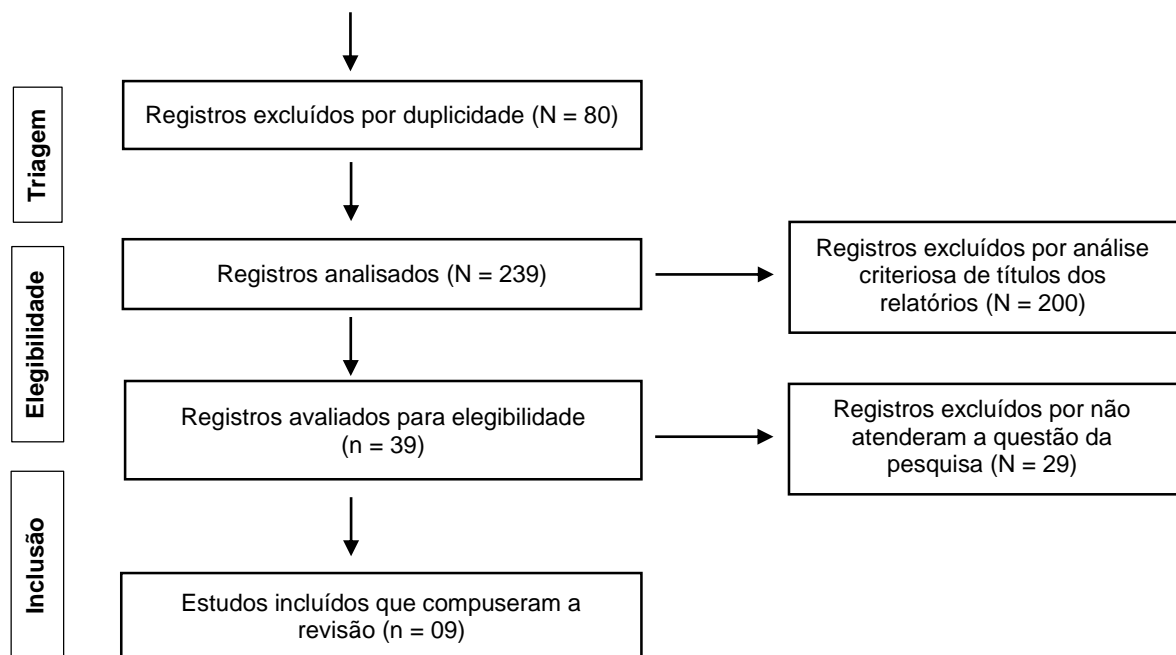 Triagem
Registros excluídos por duplicidade (N = 80)
Elegibilidade
Registros analisados (N = 239)
Registros excluídos por análise
criteriosa de títulos dos
relatórios (N = 200)
Registros avaliados para elegibilidade
(n = 39)
Registros excluídos por não
atenderam a questão da
pesquisa (N = 29)
Inclusão
Estudos incluídos que compuseram a
revisão (n = 09)